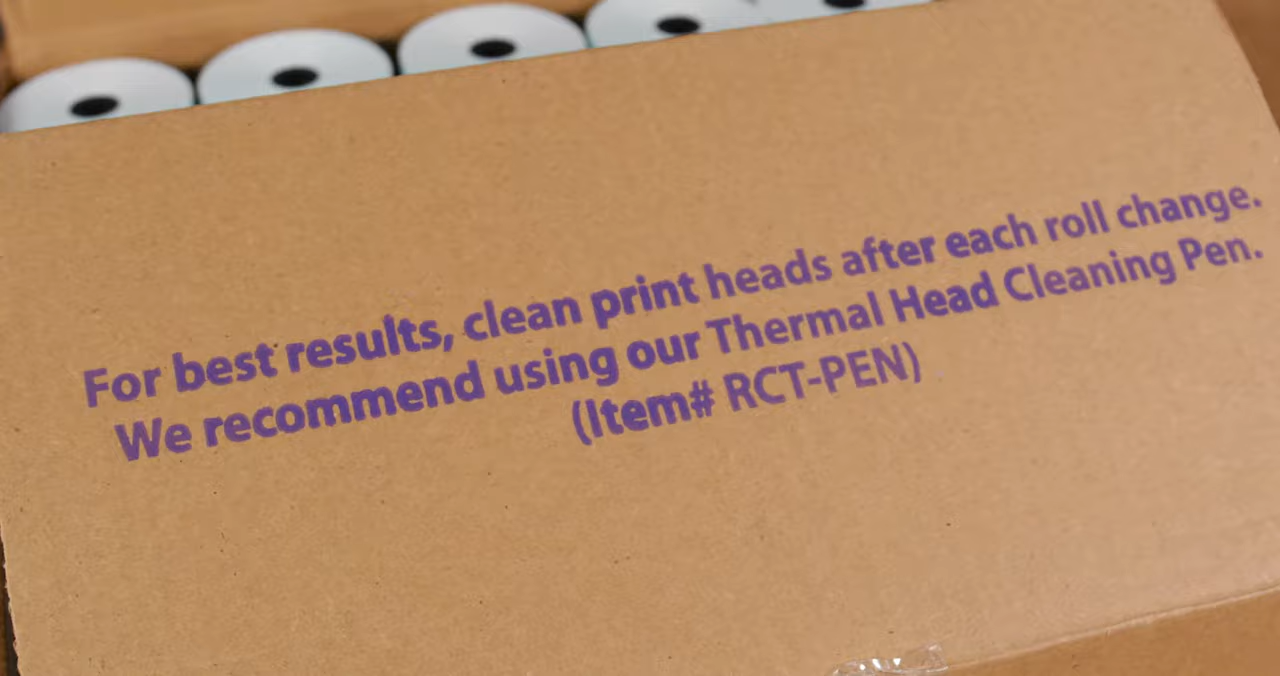 For best results, clean print heads after each roll change.
We recommend using our Thermal Head Cleaning Pen.
(Item# RCT-PEN)